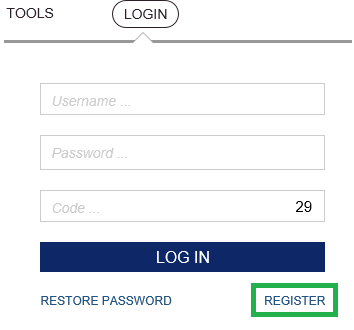 TOOLS LOGIN
Username ...
Password ...
Code ... 29
LOG IN
RESTORE PASSWORD REGISTER